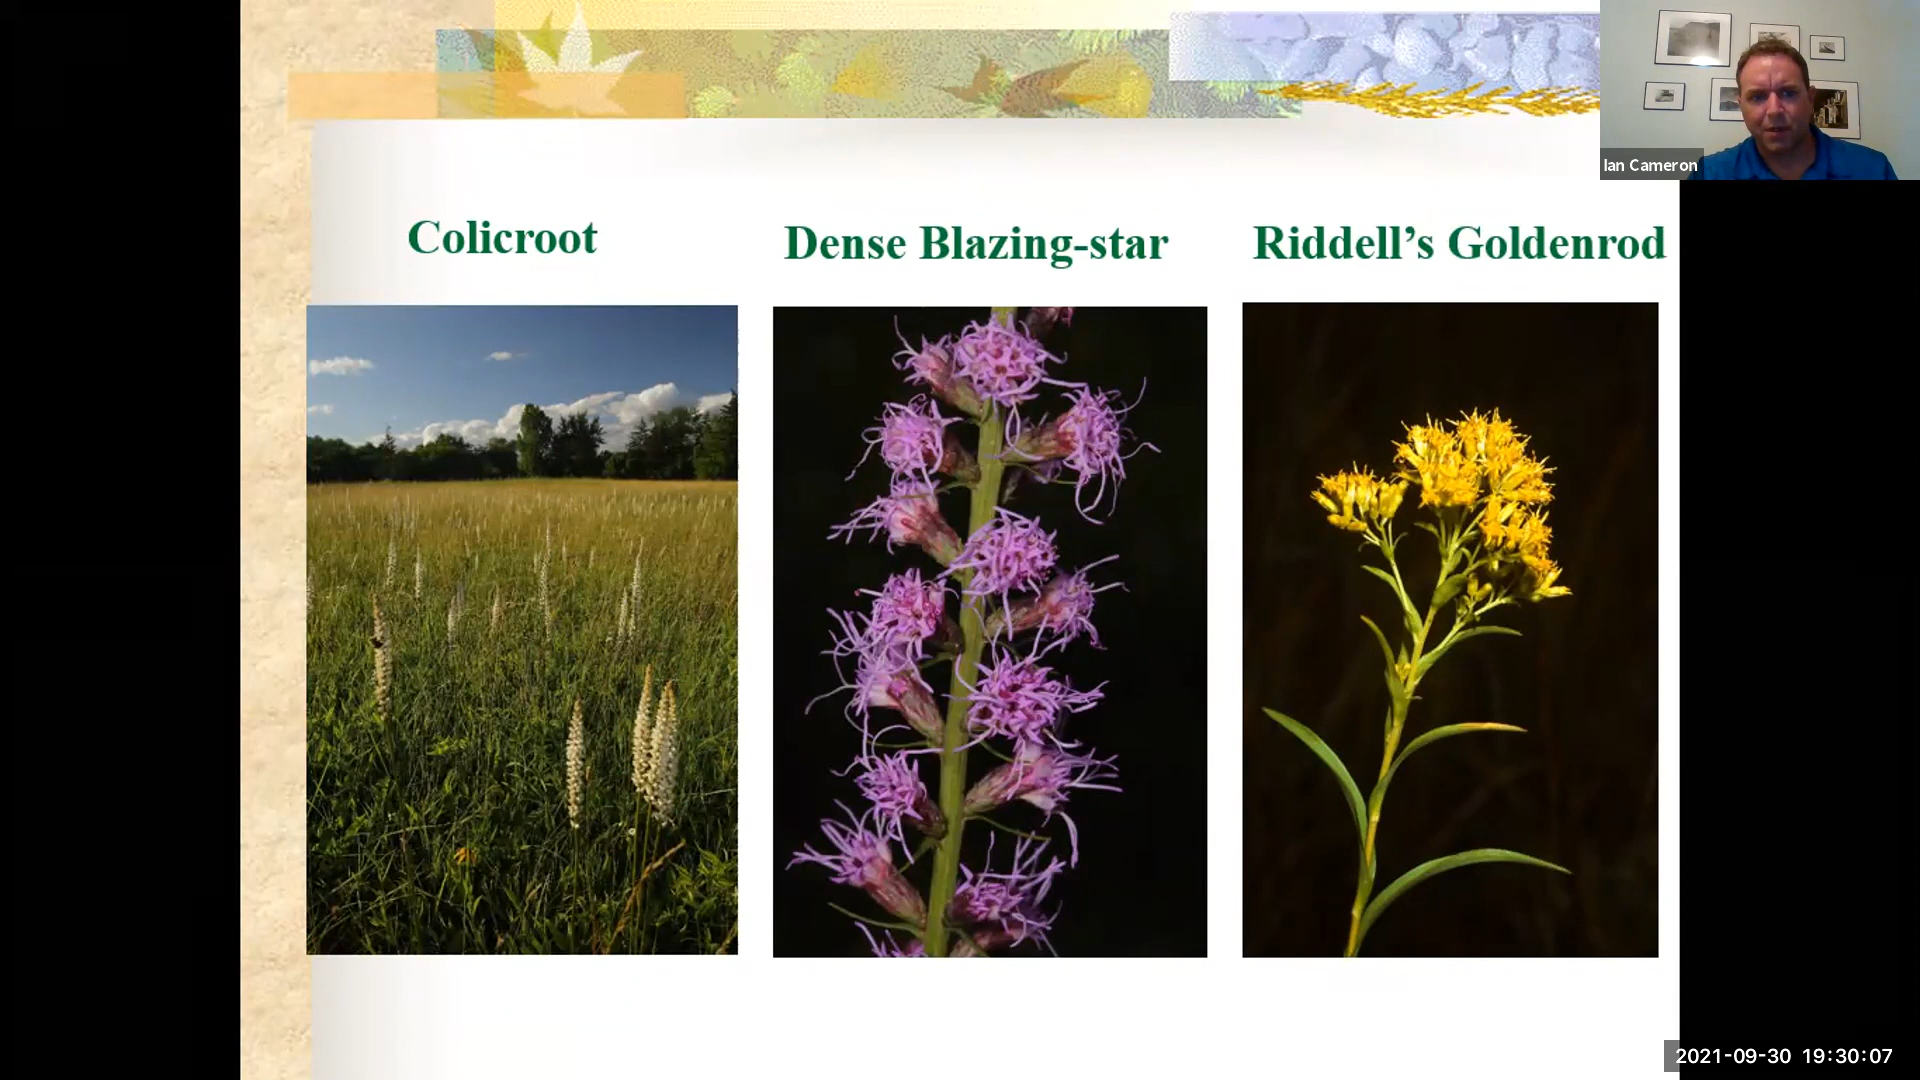 Ian Cameron
Colicroot
Dense Blazing-star
Riddell’s Goldenrod
2021-09-30 19:30:07